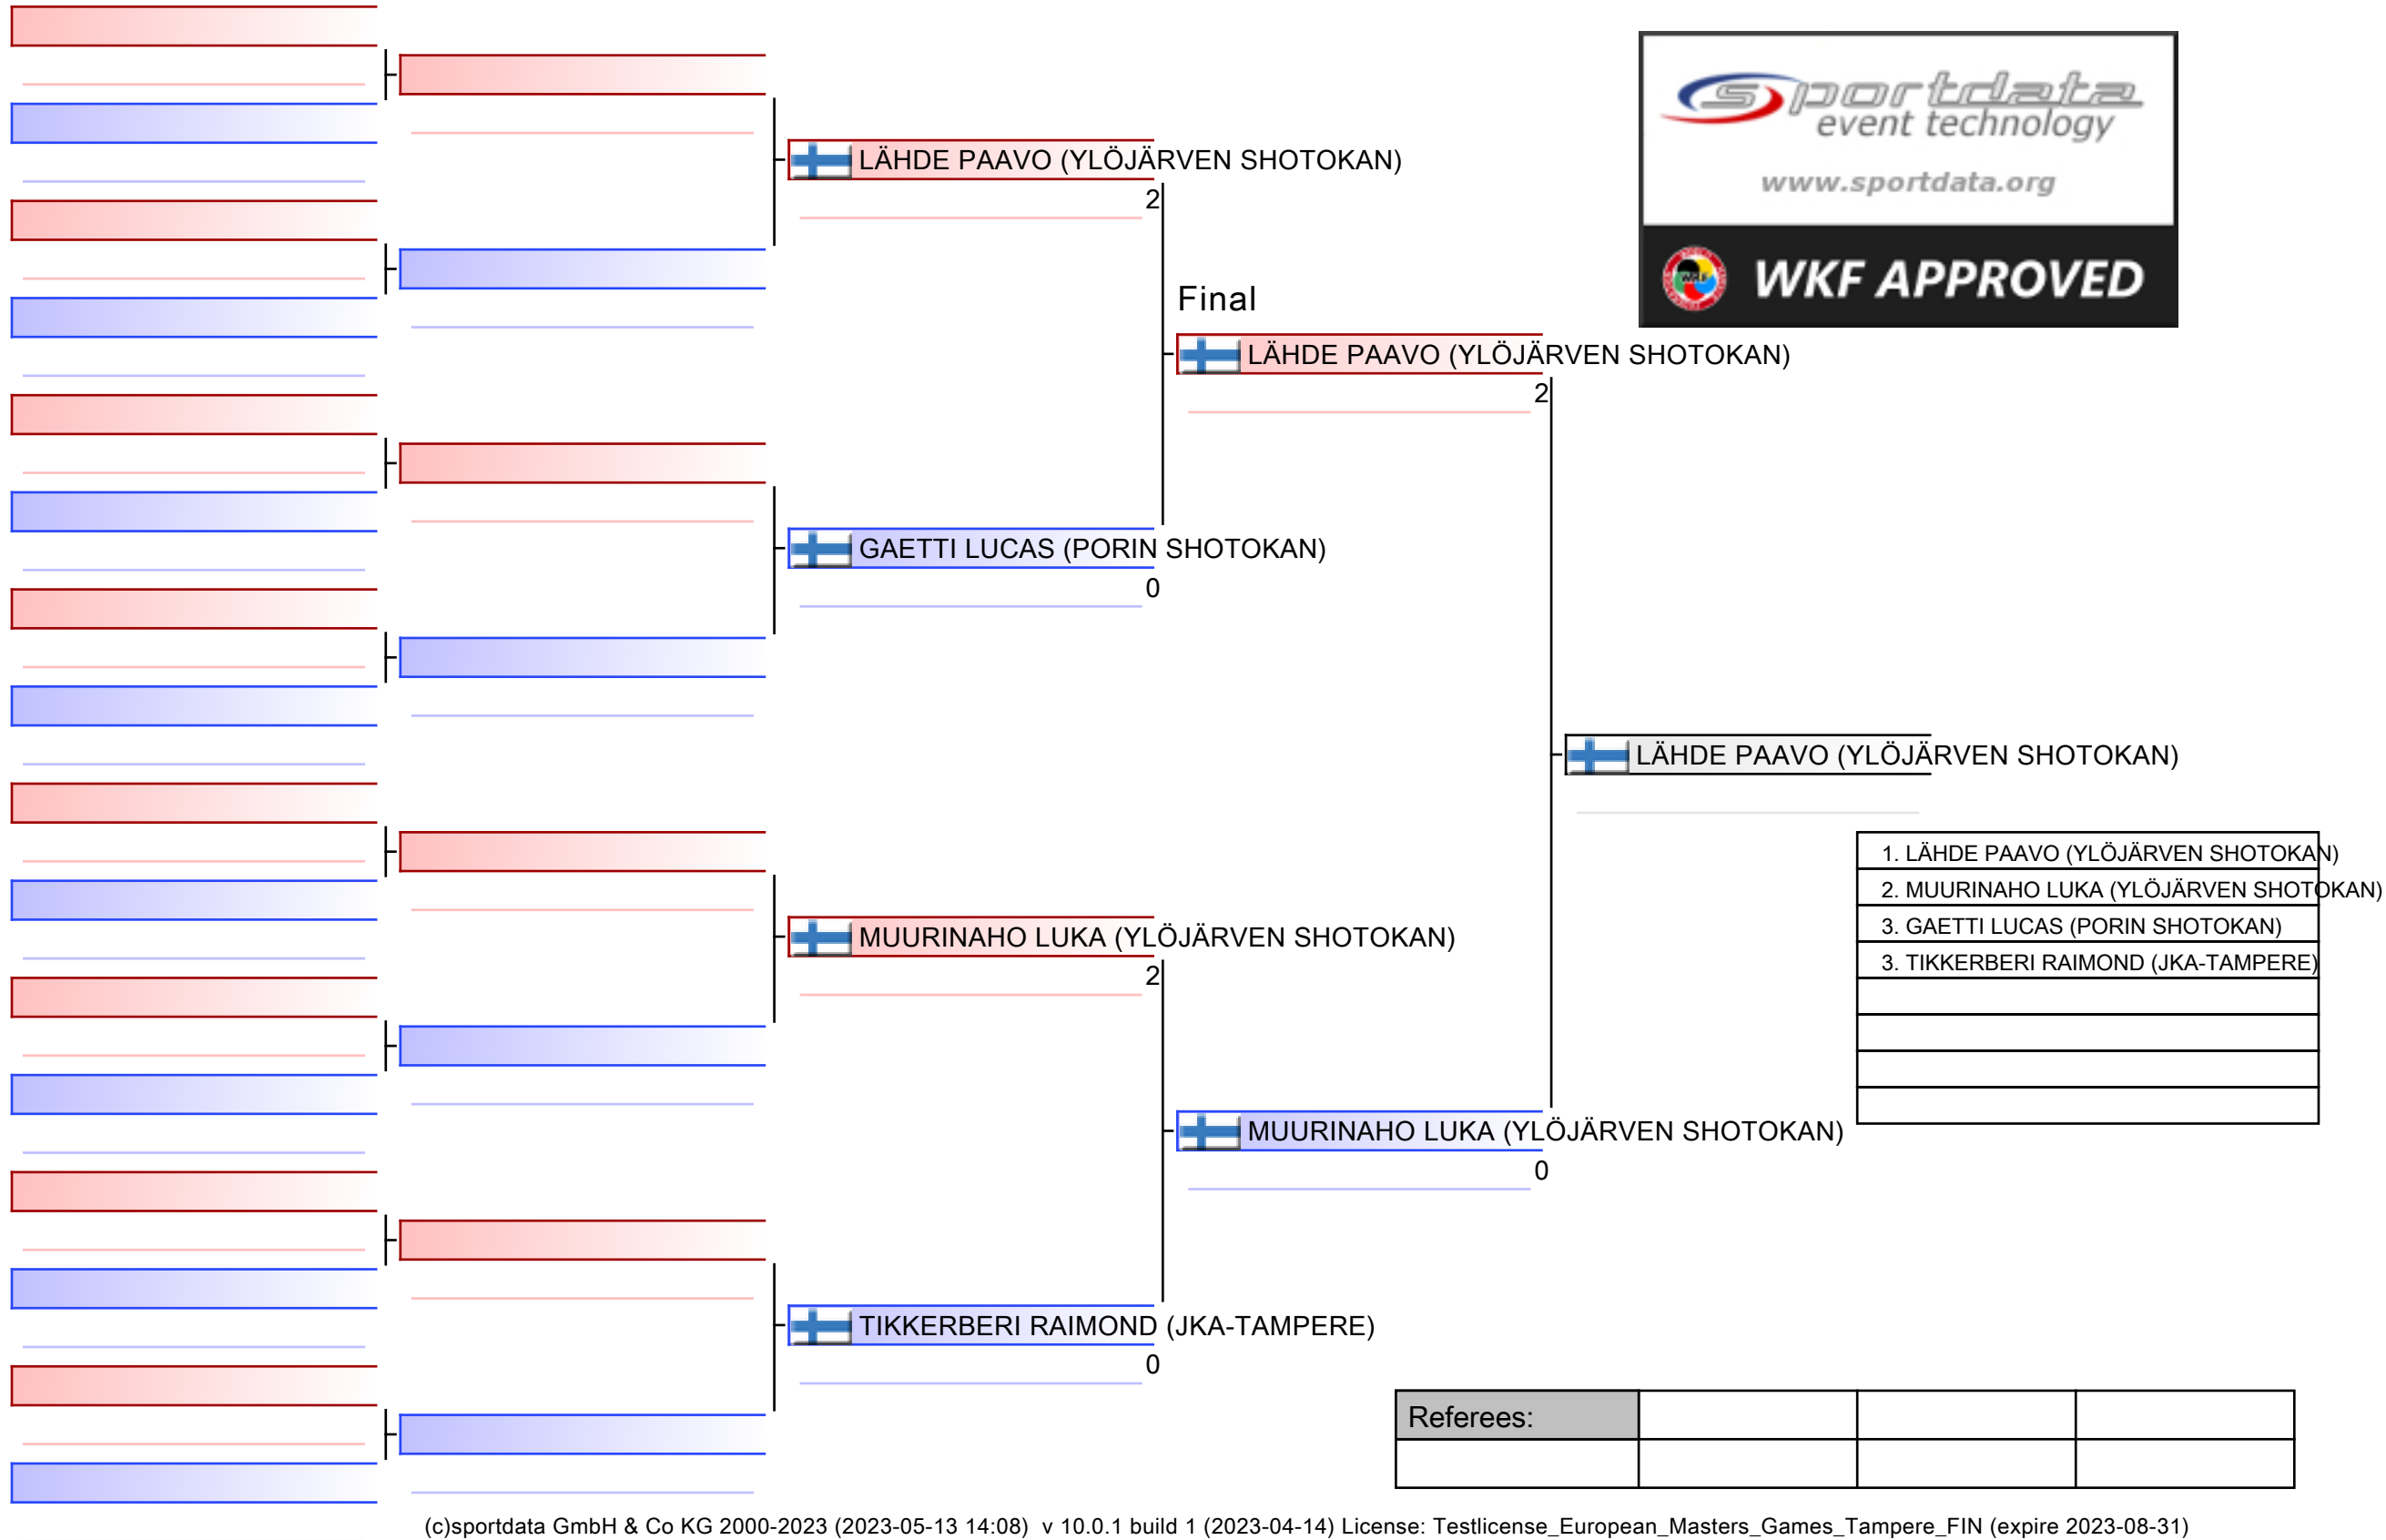 sportdata
event technology
www.sportdata.org
WKF APPROVED
LÄHDE PAAVO (YLÖJÄRVEN SHOTOKAN)
2
Final
LÄHDE PAAVO (YLÖJÄRVEN SHOTOKAN)
2
GAETTI LUCAS (PORIN SHOTOKAN)
0
LÄHDE PAAVO (YLÖJÄRVEN SHOTOKAN)
1. LÄHDE PAAVO (YLÖJÄRVEN SHOTOKAN)
2. MUURINAHO LUKA (YLÖJÄRVEN SHOTOKAN)
3. GAETTI LUCAS (PORIN SHOTOKAN)
3. TIKKERBERI RAIMOND (JKA-TAMPERE)
MUURINAHO LUKA (YLÖJÄRVEN SHOTOKAN)
2
MUURINAHO LUKA (YLÖJÄRVEN SHOTOKAN)
0
TIKKERBERI RAIMOND (JKA-TAMPERE)
0
Referees:
(c)sportdata GmbH & Co KG 2000-2023 (2023-05-13 14:08) v 10.0.1 build 1 (2023-04-14) License: Testlicense_European_Masters_Games_Tampere_FIN (expire 2023-08-31)